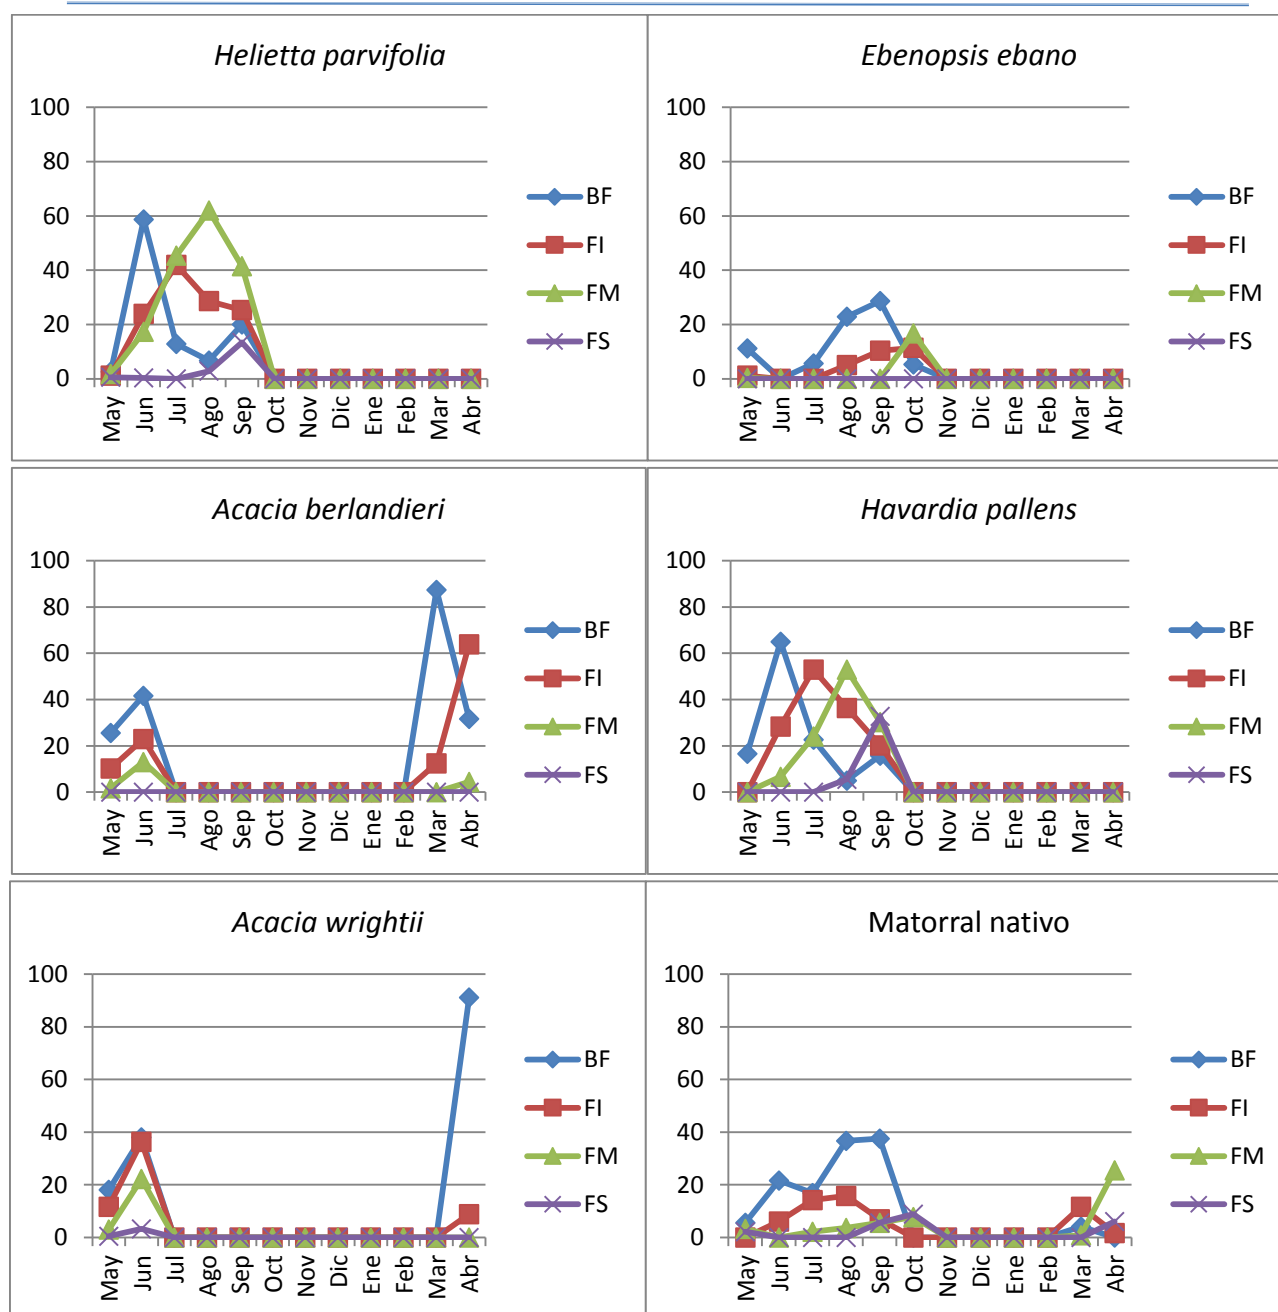 Helietta parvifolia
100
80
60
40
20
0
May Jun Jul Ago Sep Oct Nov Dic Ene Feb Mar Abr
BF
FI
FM
FS
Ebenopsis ebano
100
80
60
40
20
0
May Jun Jul Ago Sep Oct Nov Dic Ene Feb Mar Abr
BF
FI
FM
FS
Acacia berlandieri
100
80
60
40
20
0
May Jun Jul Ago Sep Oct Nov Dic Ene Feb Mar Abr
BF
FI
FM
FS
Havardia pallens
100
80
60
40
20
0
May Jun Jul Ago Sep Oct Nov Dic Ene Feb Mar Abr
BF
FI
FM
FS
Acacia wrightii
100
80
60
40
20
0
May Jun Jul Ago Sep Oct Nov Dic Ene Feb Mar Abr
BF
FI
FM
FS
Matorral nativo
100
80
60
40
20
0
May Jun Jul Ago Sep Oct Nov Dic Ene Feb Mar Abr
BF
FI
FM
FS